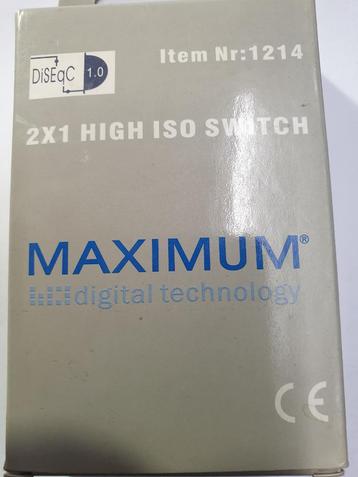 DiSEqC 1.0
Item Nr:1214
2X1 HIGH ISO SWITCH
MAXIMUM®
digital technology
CE